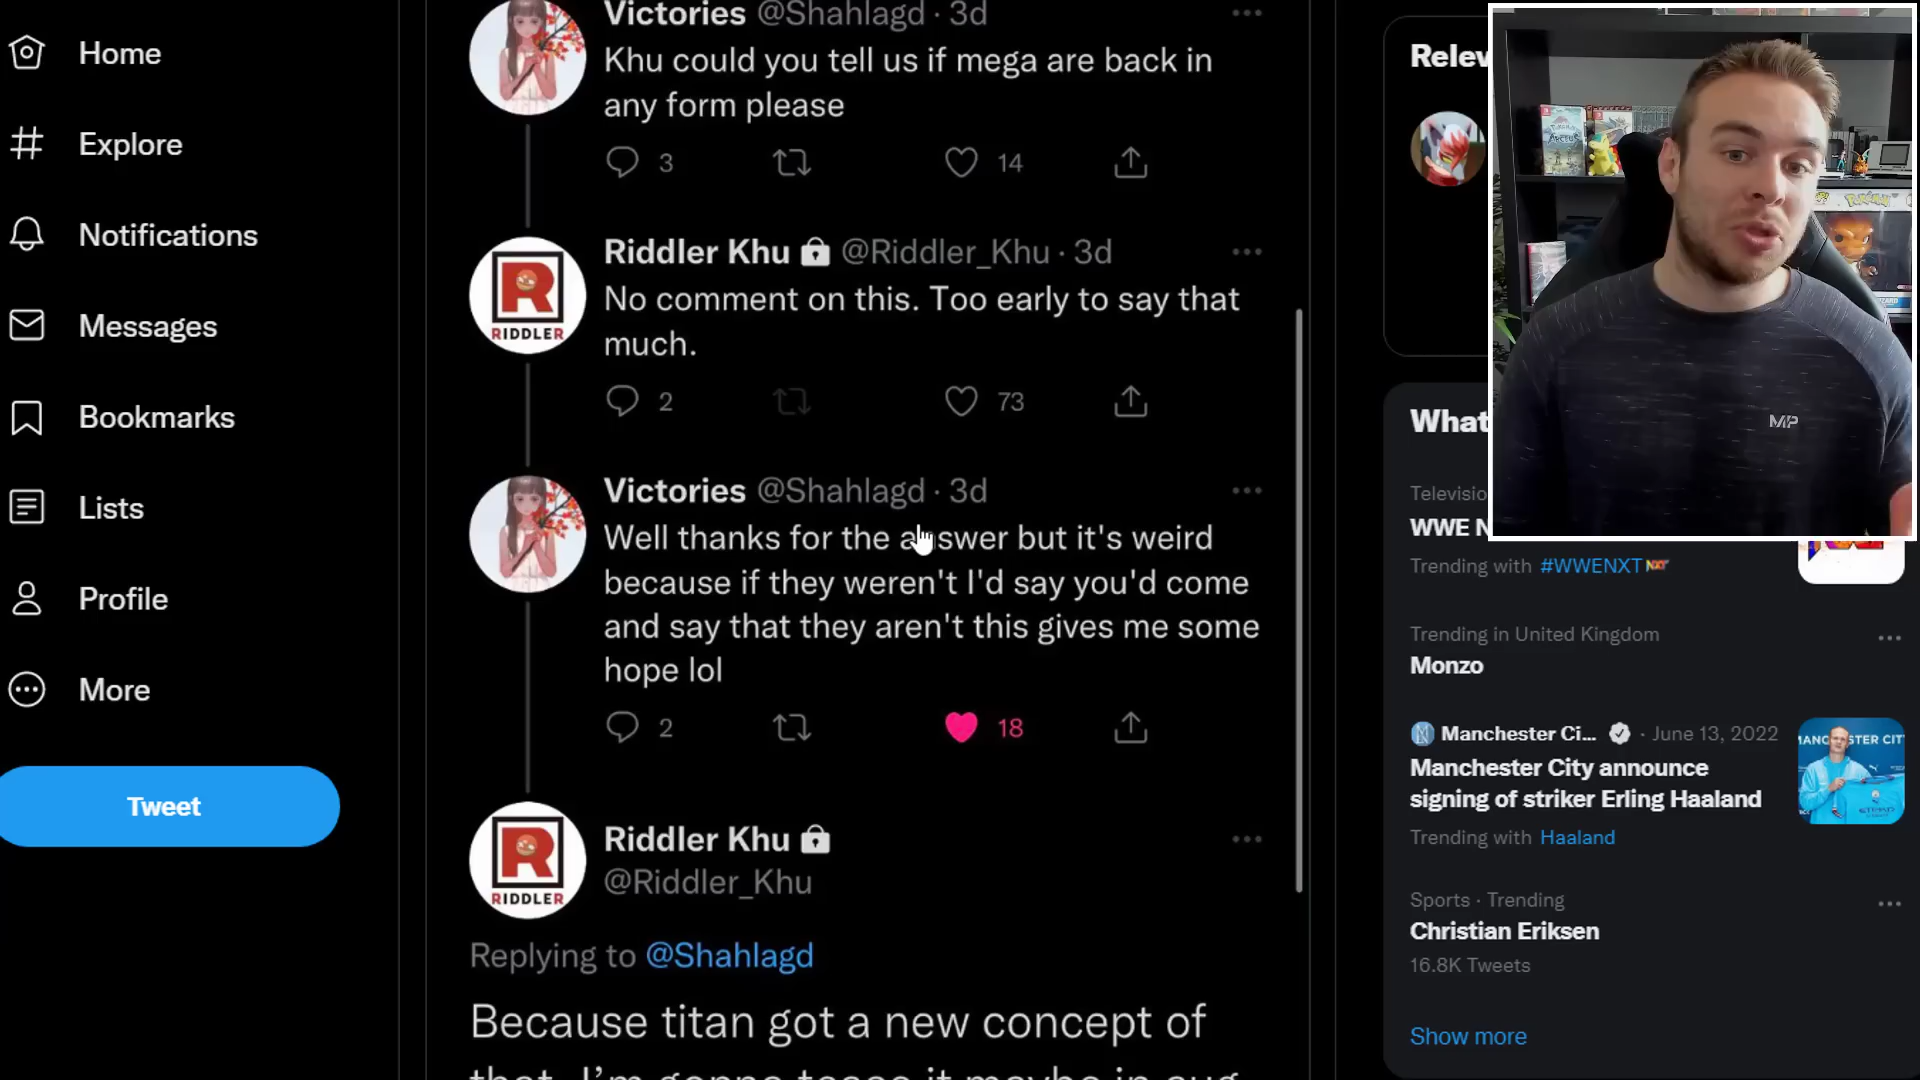 Home
Explore
Notifications
Messages
Bookmarks
Lists
Profile
More
Tweet
Victories @Shahlagd · 3d
Khu could you tell us if mega are back in
any form please
3
14
Riddler Khu @Riddler_Khu · 3d
No comment on this. Too early to say that
much.
2
73
Victories @Shahlagd · 3d
Well thanks for the answer but it's weird
because if they weren't I'd say you'd come
and say that they aren't this gives me some
hope lol
2
18
Riddler Khu
@Riddler_Khu
Replying to @Shahlagd
Because titan got a new concept of
that. I'm gonna tease it maybe in aug
R
RIDDLER
R
RIDDLER
Relev
What
Televisio
WWE N
Trending with #WWENXT
Trending in United Kingdom
Monzo
Manchester Ci... · June 13, 2022
Manchester City announce
signing of striker Erling Haaland
Trending with Haaland
Sports · Trending
Christian Eriksen
16.8K Tweets
Show more
MP